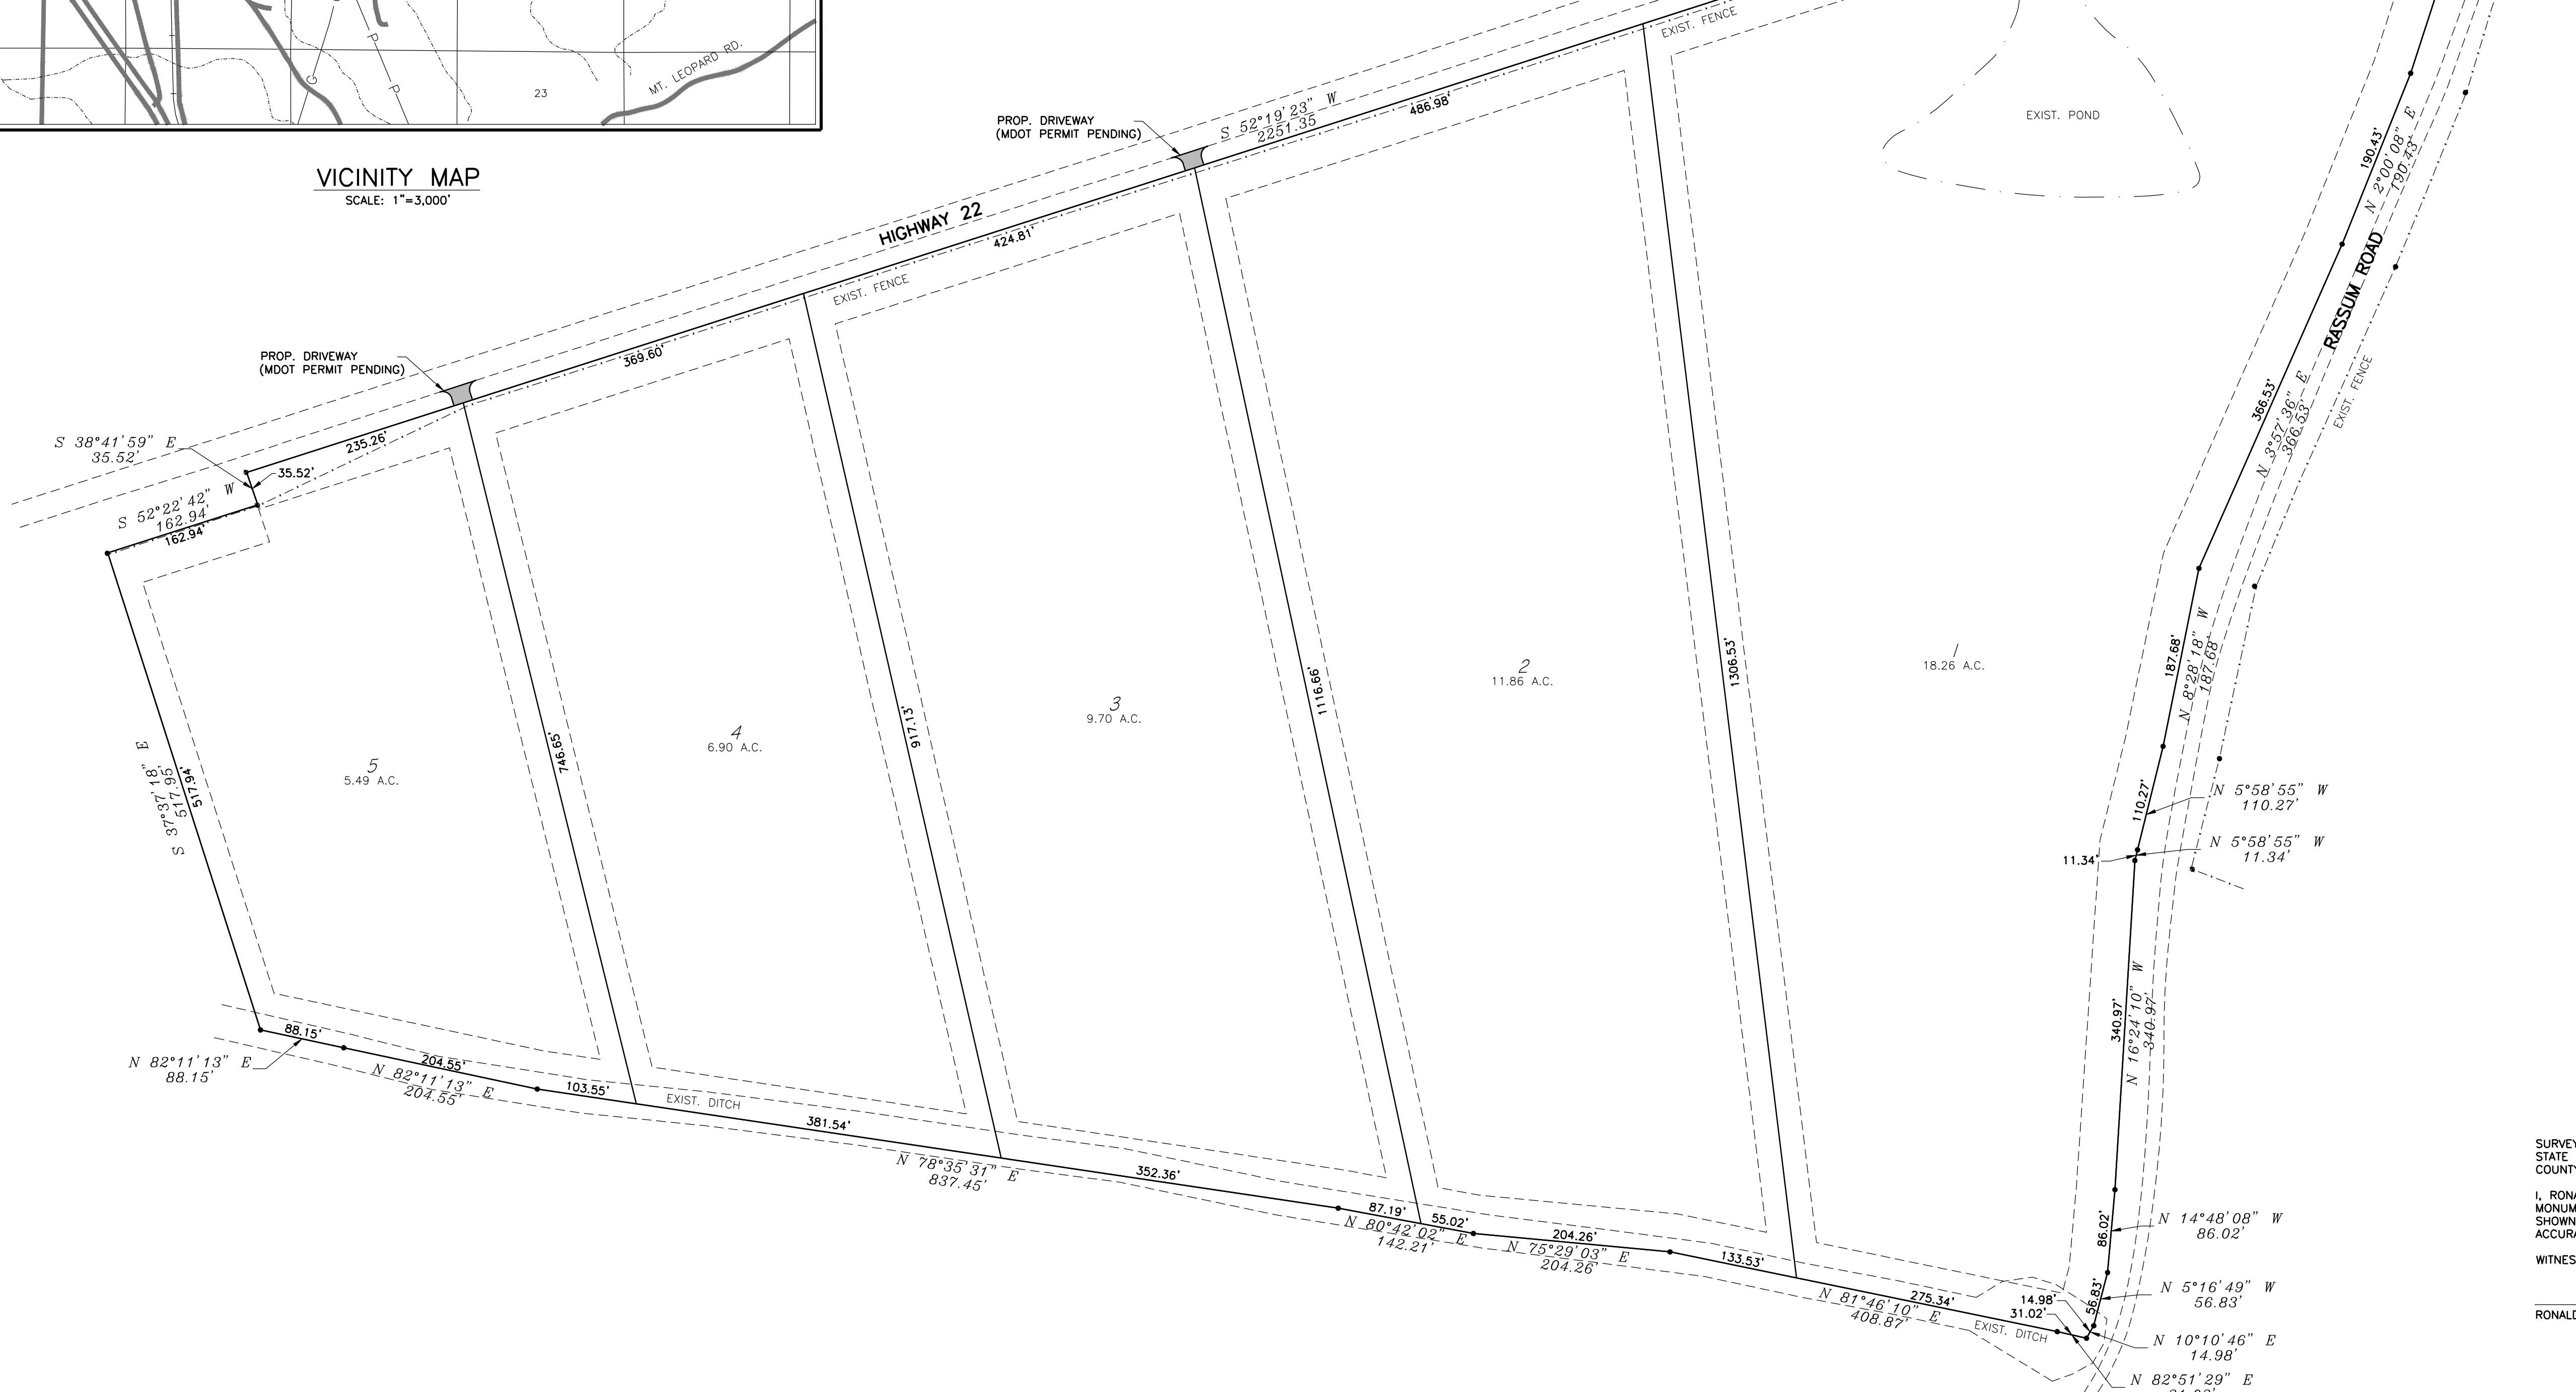 G
P
P
23
MT. LEOPARD RD.
VICINITY MAP
SCALE: 1"=3,000'
PROP. DRIVEWAY
(MDOT PERMIT PENDING)
S 52°19'23" W
2251.35
486.98'
EXIST. FENCE
EXIST. POND
HIGHWAY 22
424.81'
EXIST. FENCE
PROP. DRIVEWAY
(MDOT PERMIT PENDING)
369.60'
235.26'
S 38°41'59" E
35.52'
35.52'
S 52°22'42" W
162.94'
162.94'
S 37°37'18" E
517.95'
517.94'
5
5.49 A.C.
746.65'
4
6.90 A.C.
917.13'
3
9.70 A.C.
1116.66'
2
11.86 A.C.
1306.53'
1
18.26 A.C.
190.43'
N 2°00'08" E
190.43'
RASSUM ROAD
366.53'
N 3°57'36" E
366.53'
EXIST. FENCE
187.68'
N 8°28'18" W
187.68'
110.27'
N 5°58'55" W
110.27'
11.34'
N 5°58'55" W
11.34'
340.97'
N 16°24'10" W
340.97'
86.02'
N 14°48'08" W
86.02'
56.83'
N 5°16'49" W
56.83'
14.98'
31.02'
N 10°10'46" E
14.98'
N 82°51'29" E
88.15'
N 82°11'13" E
88.15'
204.55'
N 82°11'13" E
204.55'
103.55'
EXIST. DITCH
381.54'
N 78°35'31" E
837.45'
352.36'
87.19'
55.02'
N 80°42'02" E
142.21'
204.26'
N 75°29'03" E
204.26'
133.53'
275.34'
N 81°46'10" E
408.87'
EXIST. DITCH
SURVEY
STATE
COUNTY
I, RONA
MONUM
SHOWN
ACCURA
WITNES
RONALD